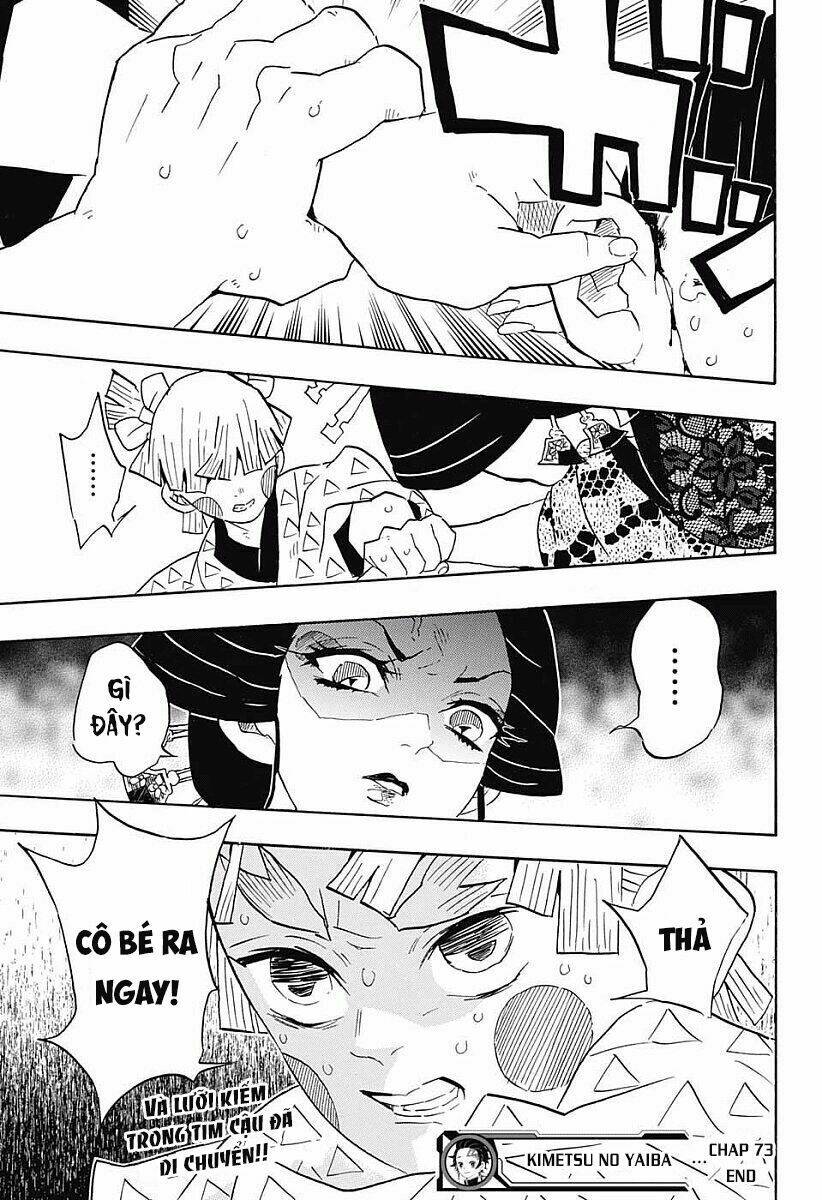 ......
......
GÌ
ĐÂY?
THẢ
CÔ BÉ RA
NGAY!
VÀ LƯỠI KIẾM
TRONG TIM CẬU ĐÃ
DI CHUYỂN!!
KIMETSU NO YAIBA ... CHAP 73
END